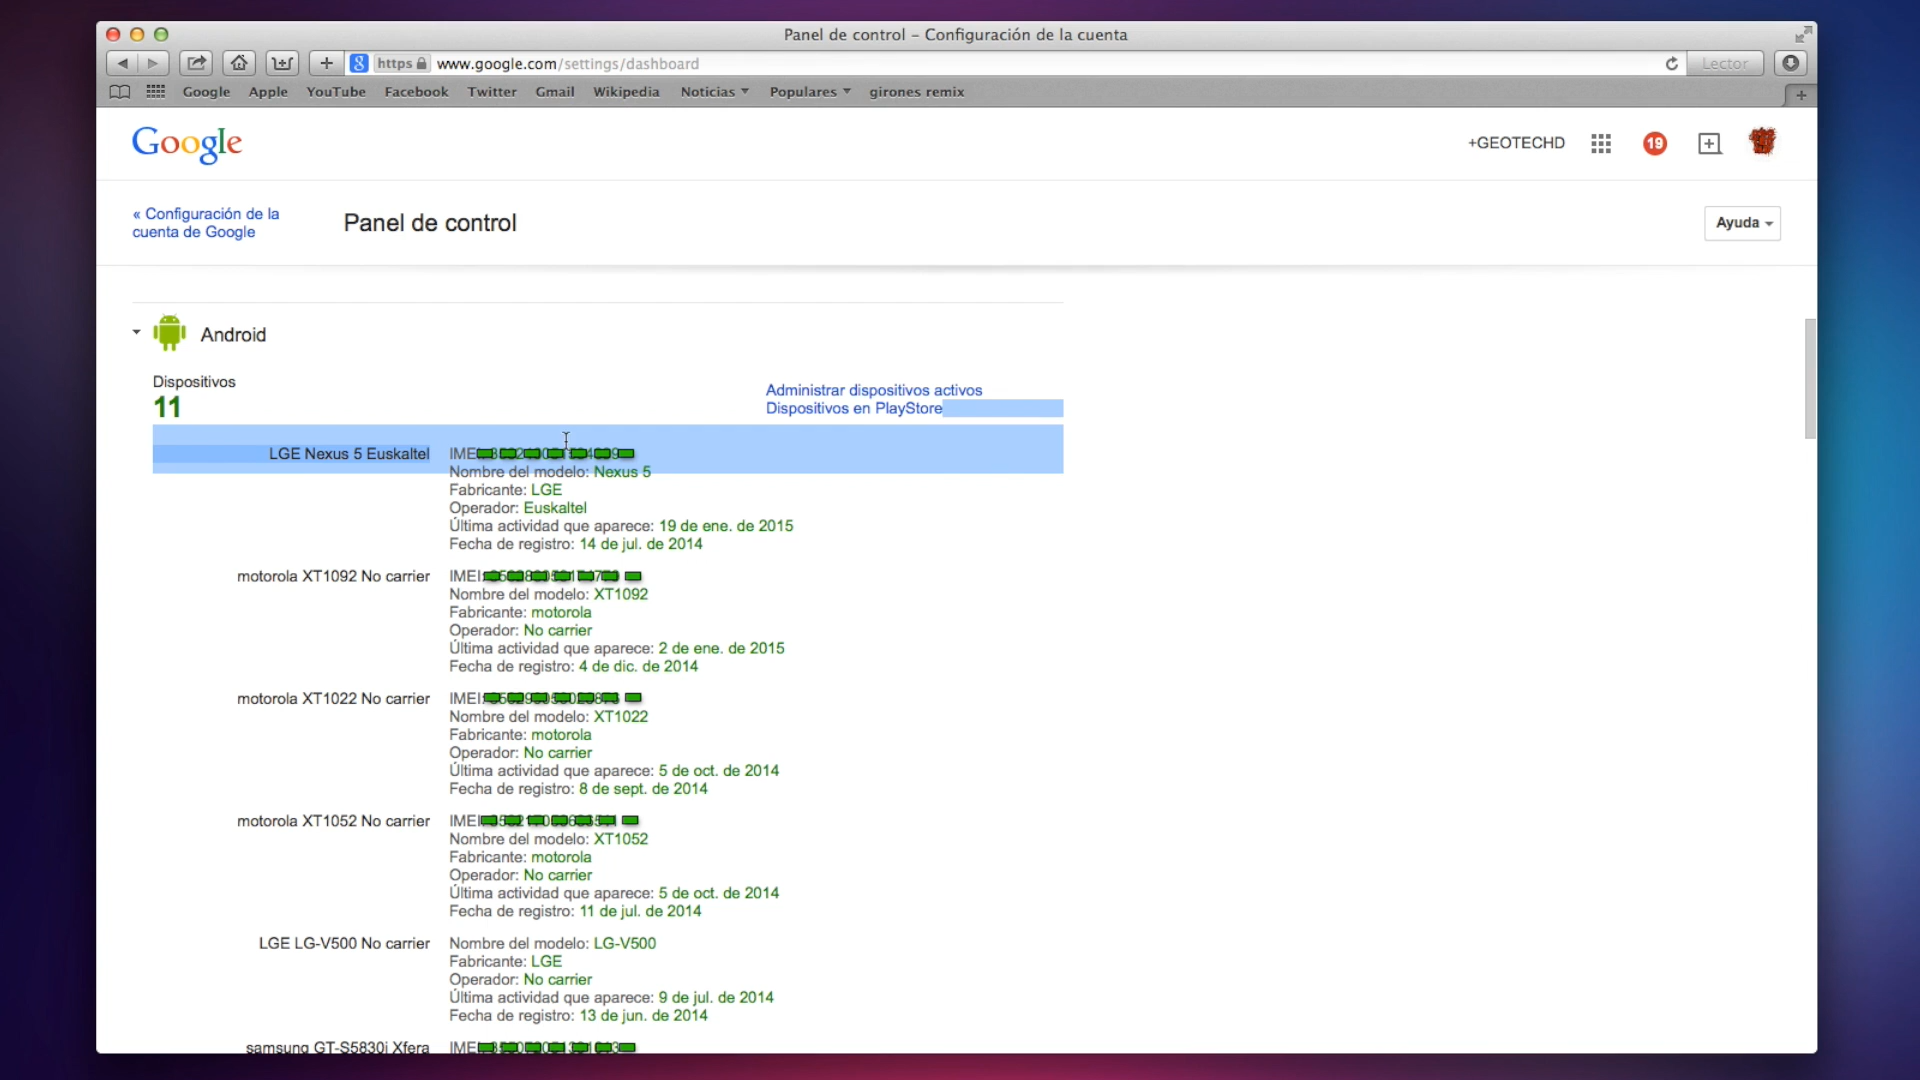 Panel de control – Configuración de la cuenta
https www.google.com/settings/dashboard
Lector
Google Apple YouTube Facebook Twitter Gmail Wikipedia Noticias Populares girones remix
Google
+GEOTECHD
19
« Configuración de la
cuenta de Google
Panel de control
Ayuda
Android
Dispositivos
11
Administrar dispositivos activos
Dispositivos en PlayStore
LGE Nexus 5 Euskaltel
IMEI:
Nombre del modelo: Nexus 5
Fabricante: LGE
Operador: Euskaltel
Última actividad que aparece: 19 de ene. de 2015
Fecha de registro: 14 de jul. de 2014
motorola XT1092 No carrier
IMEI:
Nombre del modelo: XT1092
Fabricante: motorola
Operador: No carrier
Última actividad que aparece: 2 de ene. de 2015
Fecha de registro: 4 de dic. de 2014
motorola XT1022 No carrier
IMEI:
Nombre del modelo: XT1022
Fabricante: motorola
Operador: No carrier
Última actividad que aparece: 5 de oct. de 2014
Fecha de registro: 8 de sept. de 2014
motorola XT1052 No carrier
IMEI:
Nombre del modelo: XT1052
Fabricante: motorola
Operador: No carrier
Última actividad que aparece: 5 de oct. de 2014
Fecha de registro: 11 de jul. de 2014
LGE LG-V500 No carrier
Nombre del modelo: LG-V500
Fabricante: LGE
Operador: No carrier
Última actividad que aparece: 9 de jul. de 2014
Fecha de registro: 13 de jun. de 2014
samsung GT-S5830i Xfera
IMEI: